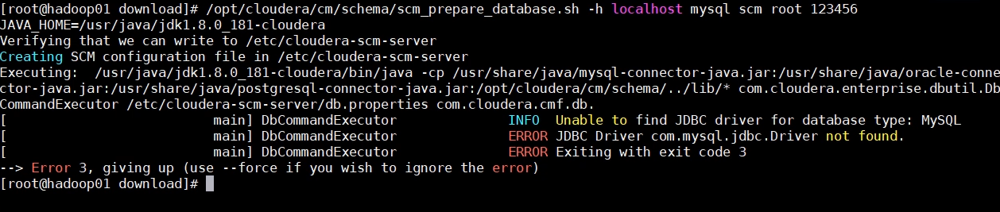 [root@hadoop01 download]# /opt/cloudera/cm/schema/scm_prepare_database.sh -h localhost mysql scm root 123456
JAVA_HOME=/usr/java/jdk1.8.0_181-cloudera
Verifying that we can write to /etc/cloudera-scm-server
Creating SCM configuration file in /etc/cloudera-scm-server
Executing:  /usr/java/jdk1.8.0_181-cloudera/bin/java -cp /usr/share/java/mysql-connector-java.jar:/usr/share/java/oracle-conne
ctor-java.jar:/usr/share/java/postgresql-connector-java.jar:/opt/cloudera/cm/schema/../lib/* com.cloudera.enterprise.dbutil.Db
CommandExecutor /etc/cloudera-scm-server/db.properties com.cloudera.cmf.db.
[                          main] DbCommandExecutor              INFO  Unable to find JDBC driver for database type: MySQL
[                          main] DbCommandExecutor              ERROR JDBC Driver com.mysql.jdbc.Driver not found.
[                          main] DbCommandExecutor              ERROR Exiting with exit code 3
--> Error 3, giving up (use --force if you wish to ignore the error)
[root@hadoop01 download]#